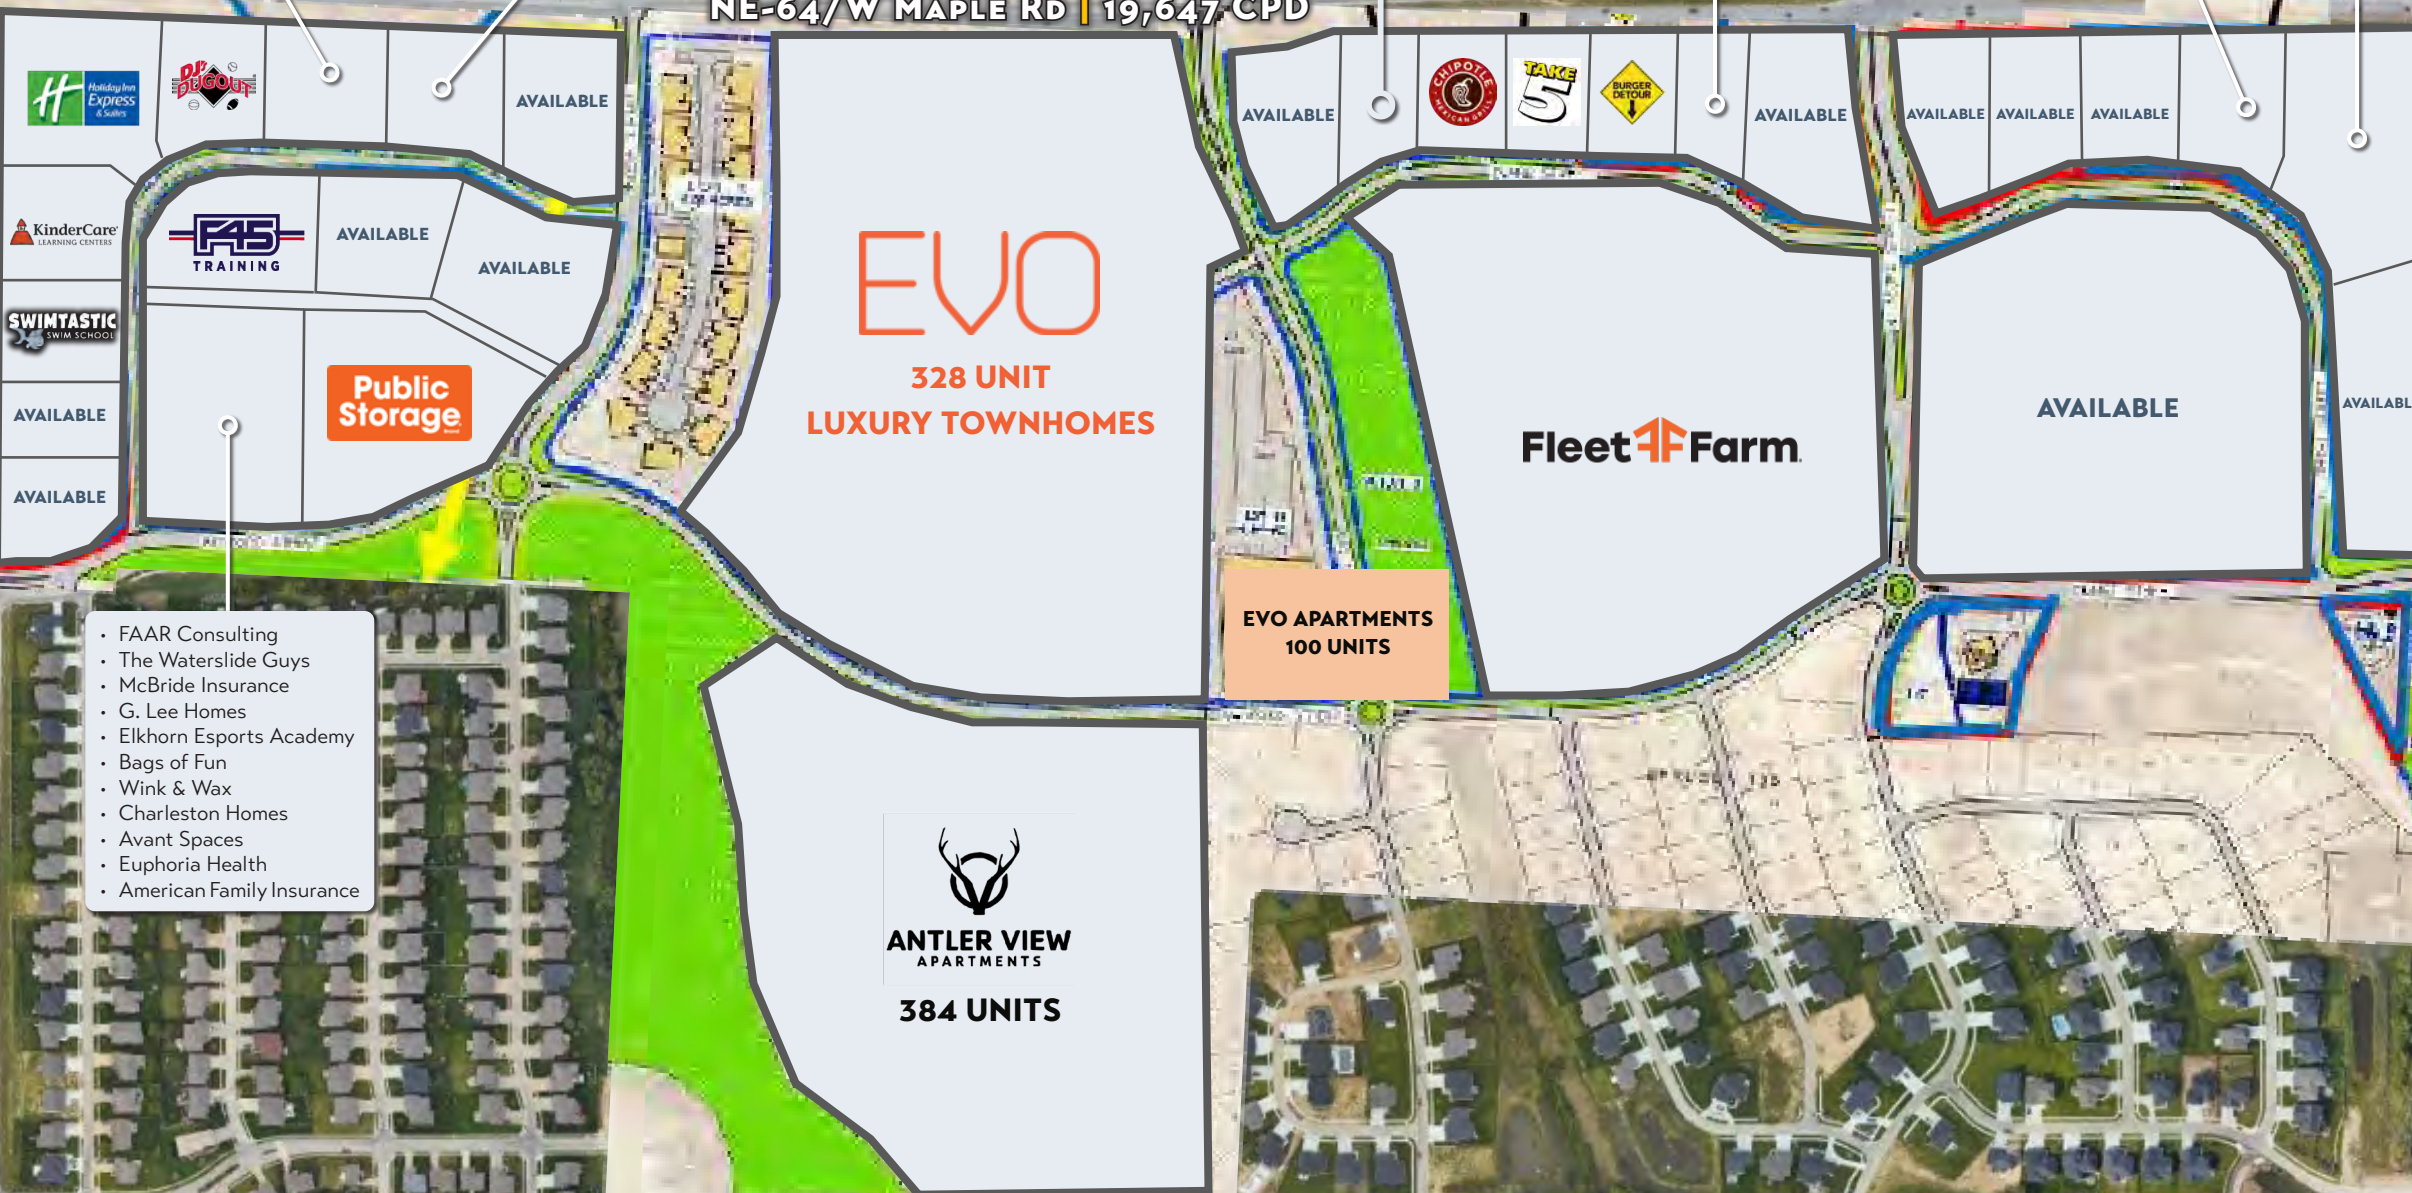 NE-64/W MAPLE RD | 19,647 CPD
Holiday Inn
Express
& Suites
DJ's
DUGOUT
AVAILABLE
AVAILABLE
CHIPOTLE
MEXICAN GRILL
TAKE
5
BURGER
DETOUR
AVAILABLE
AVAILABLE
AVAILABLE
AVAILABLE
KinderCare
LEARNING CENTERS
F45
TRAINING
AVAILABLE
AVAILABLE
SWIMTASTIC
SWIM SCHOOL
AVAILABLE
AVAILABLE
Public
Storage
EVO
328 UNIT
LUXURY TOWNHOMES
Fleet Farm
AVAILABLE
AVAILABL
EVO APARTMENTS
100 UNITS
• FAAR Consulting
• The Waterslide Guys
• McBride Insurance
• G. Lee Homes
• Elkhorn Esports Academy
• Bags of Fun
• Wink & Wax
• Charleston Homes
• Avant Spaces
• Euphoria Health
• American Family Insurance
ANTLER VIEW
APARTMENTS
384 UNITS